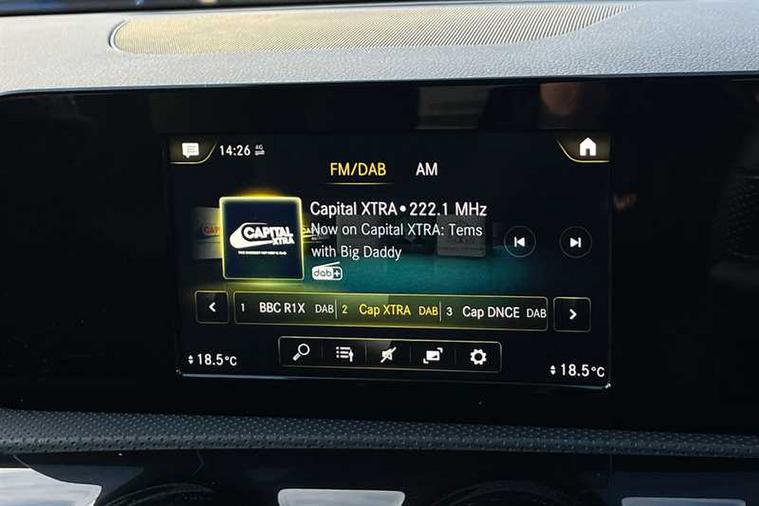 14:26 4G
FM/DAB AM
Capital XTRA • 222.1 MHz
Now on Capital XTRA: Tems
with Big Daddy
dab+
CAPITAL
XTRA
1 BBC R1X DAB 2 Cap XTRA DAB 3 Cap DNCE DAB
18.5°C 18.5°C